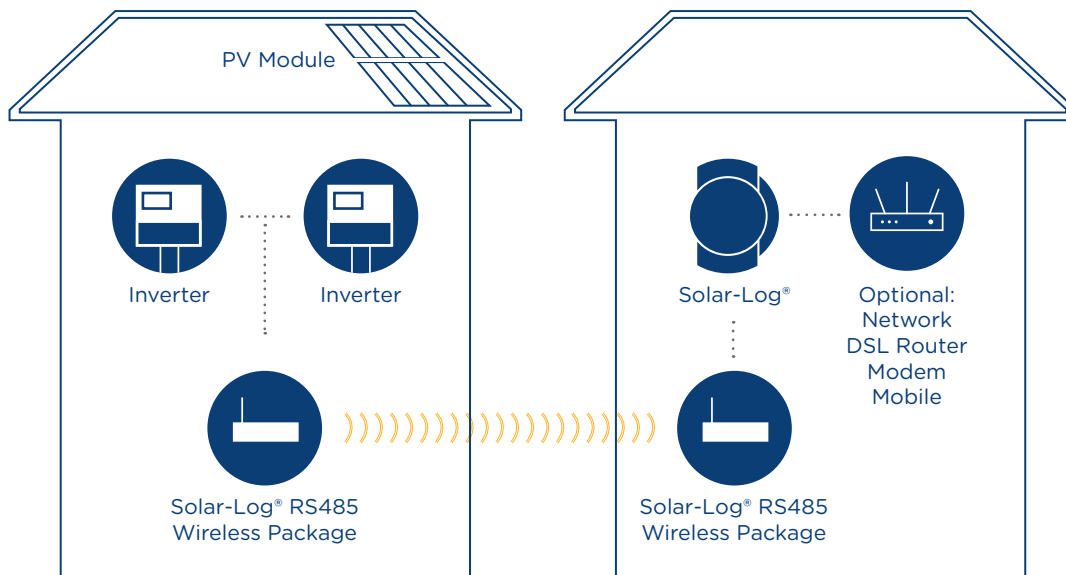 PV Module
Inverter
Inverter
Solar-Log® RS485
Wireless Package
Solar-Log®
Optional:
Network
DSL Router
Modem
Mobile
Solar-Log® RS485
Wireless Package